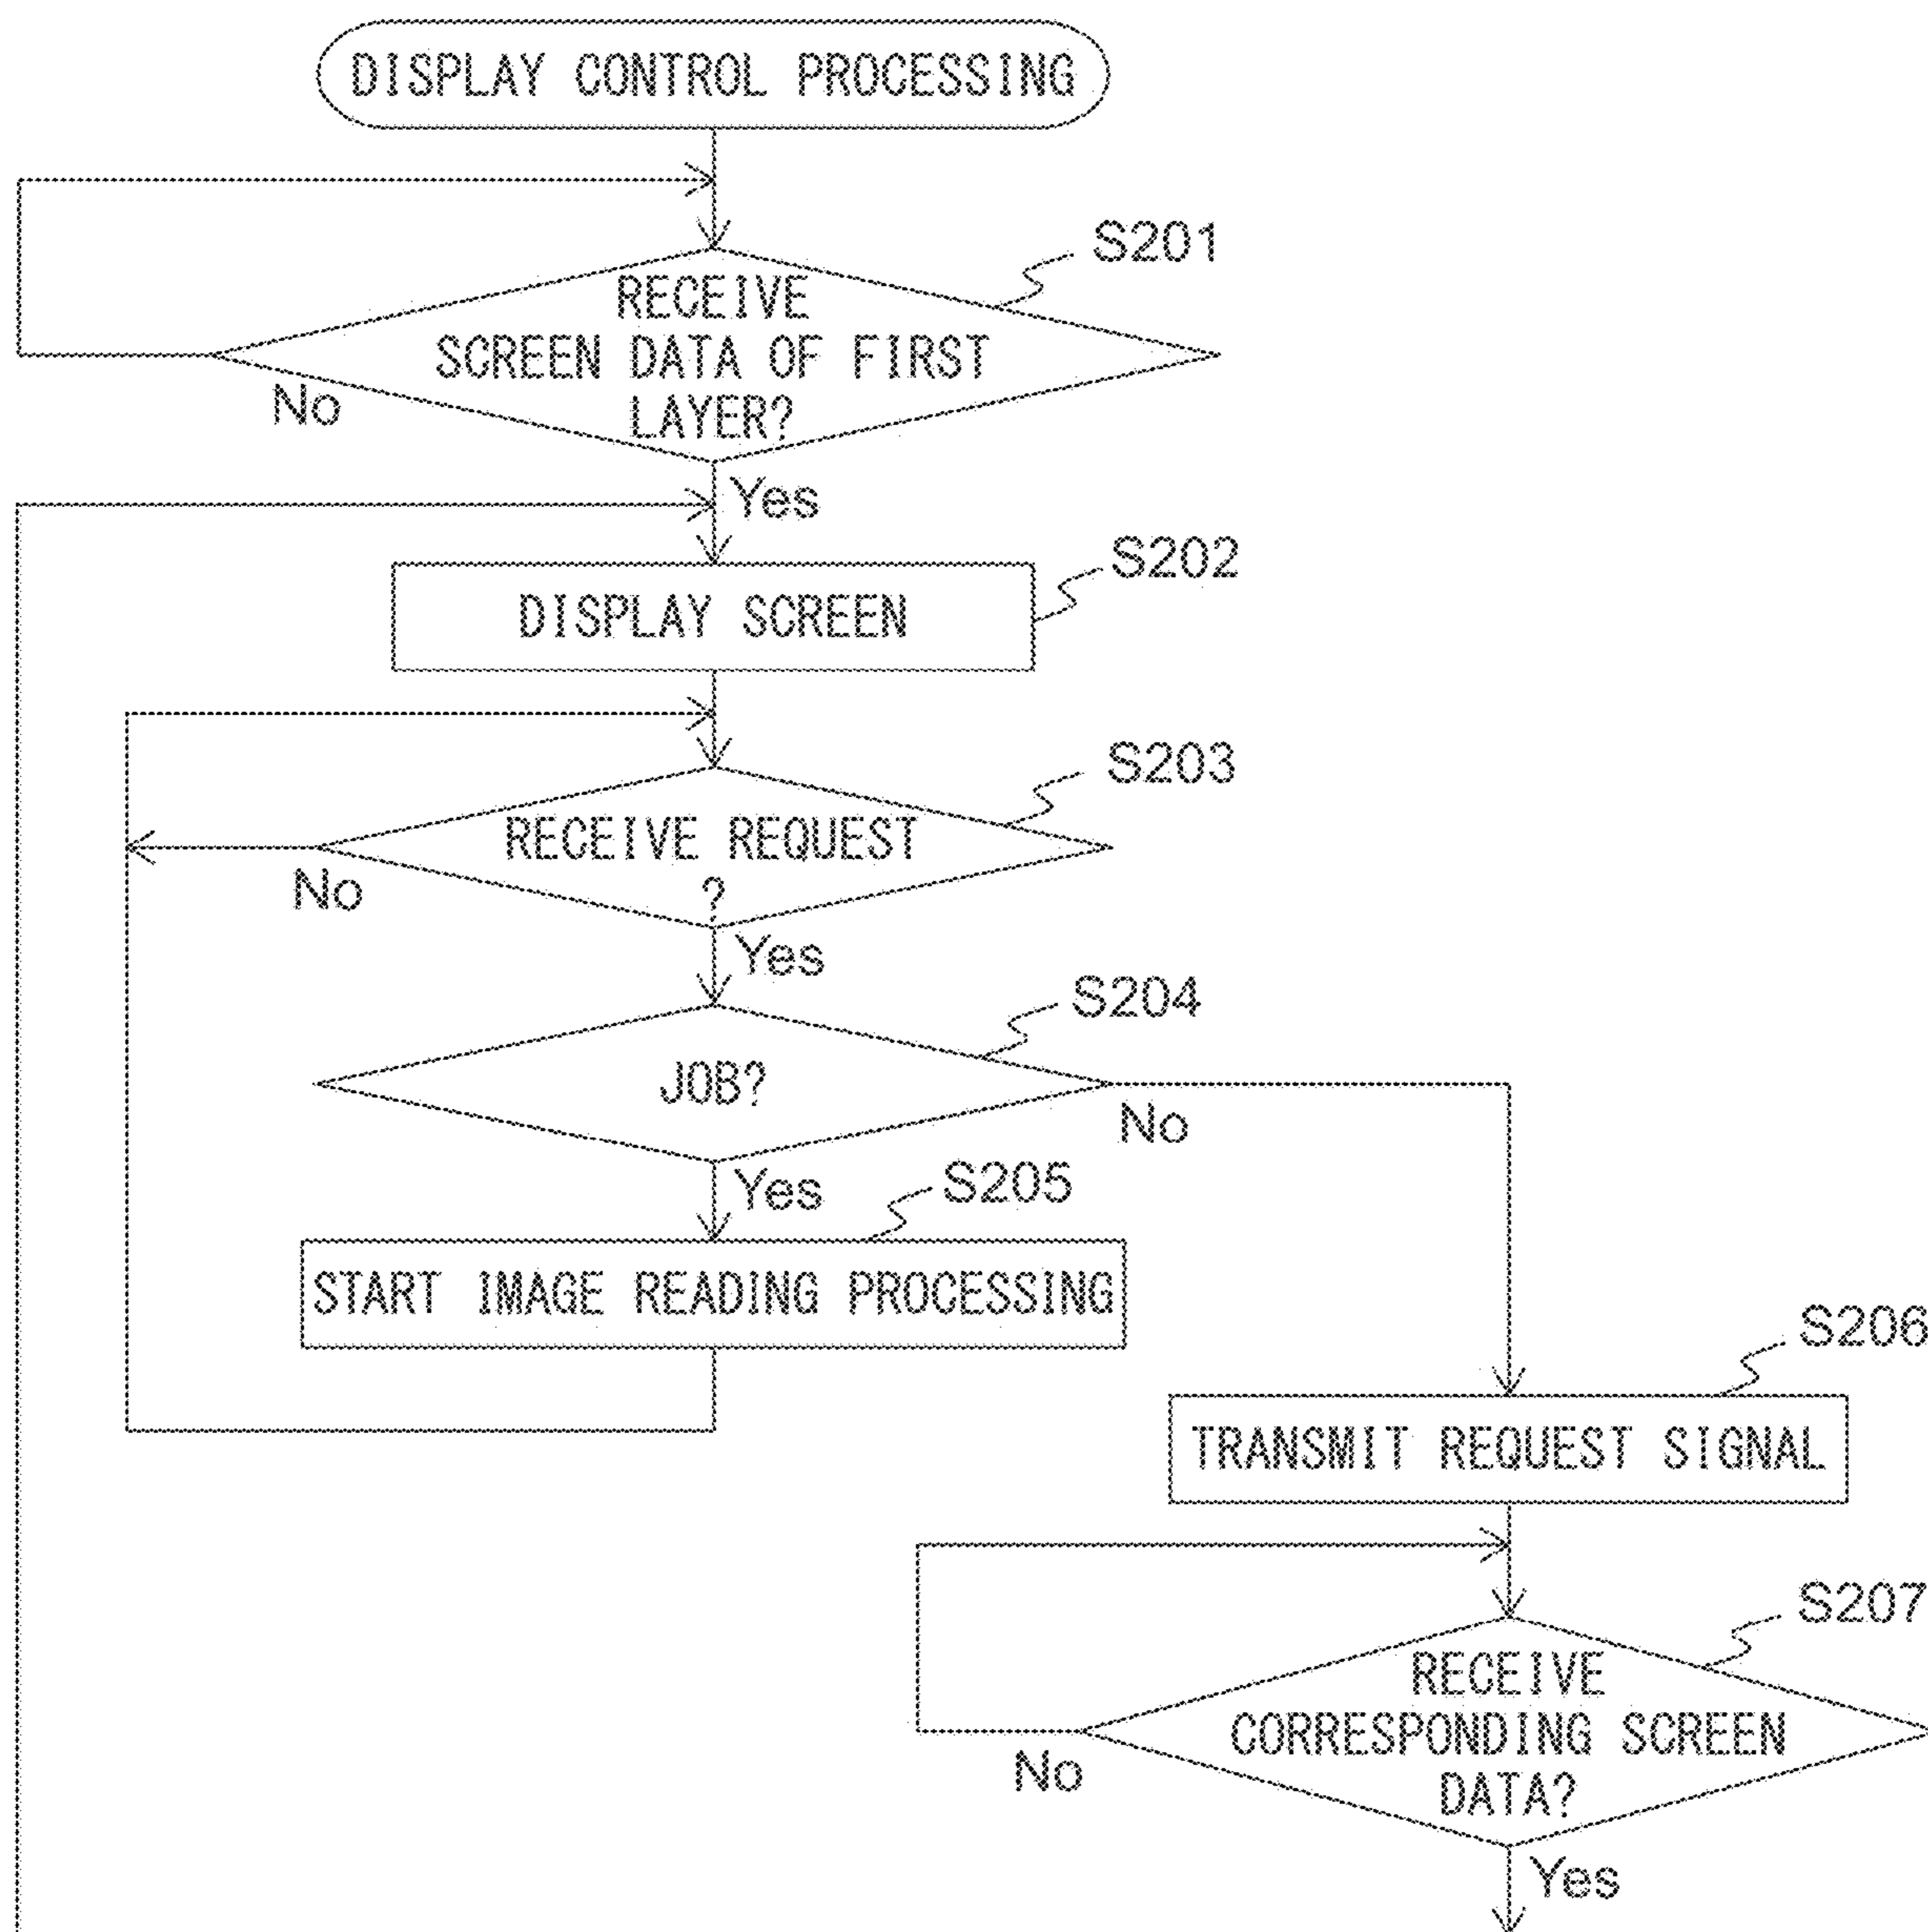 DISPLAY CONTROL PROCESSING
S201
RECEIVE
SCREEN DATA OF FIRST
LAYER?
No
Yes
S202
DISPLAY SCREEN
S203
RECEIVE REQUEST
?
No
Yes
S204
JOB?
No
Yes
S205
START IMAGE READING PROCESSING
S206
TRANSMIT REQUEST SIGNAL
S207
RECEIVE
CORRESPONDING SCREEN
DATA?
No
Yes